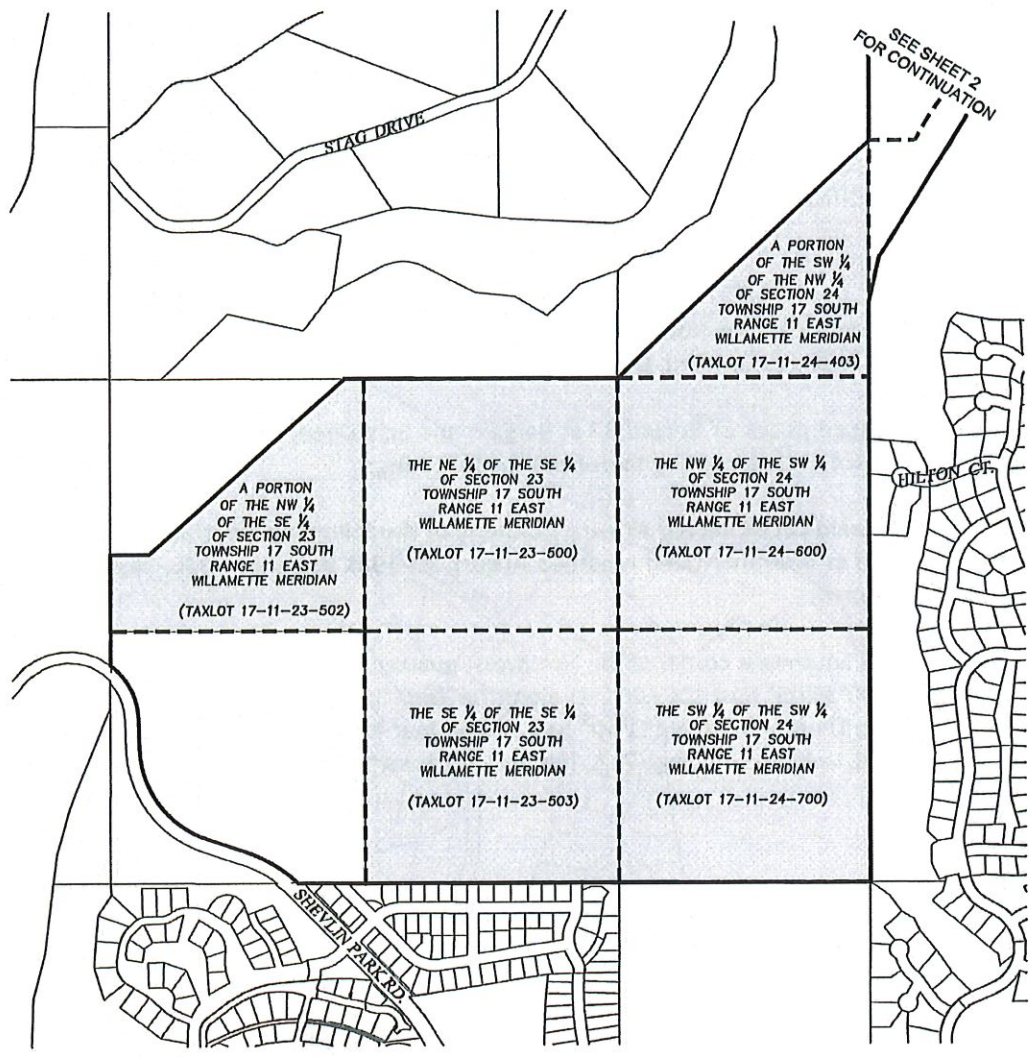 SEE SHEET 2
FOR CONTINUATION
STAG DRIVE
A PORTION
OF THE SW ¼
OF THE NW ¼
OF SECTION 24
TOWNSHIP 17 SOUTH
RANGE 11 EAST
WILLAMETTE MERIDIAN
(TAXLOT 17-11-24-403)
A PORTION
OF THE NW ¼
OF THE SE ¼
OF SECTION 23
TOWNSHIP 17 SOUTH
RANGE 11 EAST
WILLAMETTE MERIDIAN
(TAXLOT 17-11-23-502)
THE NE ¼ OF THE SE ¼
OF SECTION 23
TOWNSHIP 17 SOUTH
RANGE 11 EAST
WILLAMETTE MERIDIAN
(TAXLOT 17-11-23-500)
THE NW ¼ OF THE SW ¼
OF SECTION 24
TOWNSHIP 17 SOUTH
RANGE 11 EAST
WILLAMETTE MERIDIAN
(TAXLOT 17-11-24-600)
HILTON CT.
THE SE ¼ OF THE SE ¼
OF SECTION 23
TOWNSHIP 17 SOUTH
RANGE 11 EAST
WILLAMETTE MERIDIAN
(TAXLOT 17-11-23-503)
THE SW ¼ OF THE SW ¼
OF SECTION 24
TOWNSHIP 17 SOUTH
RANGE 11 EAST
WILLAMETTE MERIDIAN
(TAXLOT 17-11-24-700)
SHEVLIN PARK RD.